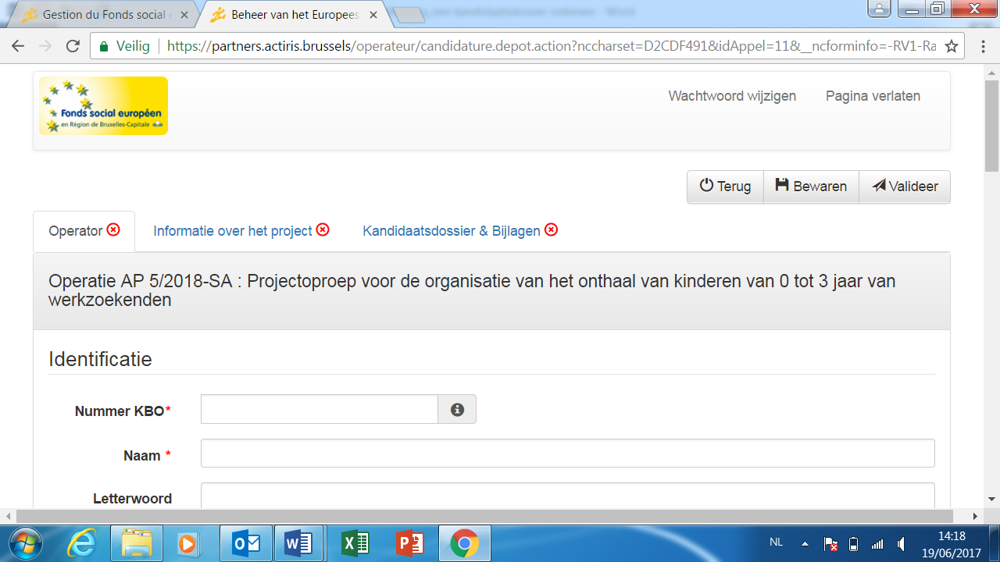 Gestion du Fonds social e
Beheer van het Europees
Veilig
https://partners.actiris.brussels/operateur/candidature.depot.action?nccharset=D2CDF491&idAppel=11&__ncforminfo=-RV1-Ra
Fonds social européen
en Région de Bruxelles-Capitale
Wachtwoord wijzigen
Pagina verlaten
Terug
Bewaren
Valideer
Operator
Informatie over het project
Kandidaatsdossier & Bijlagen
Operatie AP 5/2018-SA : Projectoproep voor de organisatie van het onthaal van kinderen van 0 tot 3 jaar van
werkzoekenden
Identificatie
Nummer KBO*
Naam *
Letterwoord
NL
14:18
19/06/2017